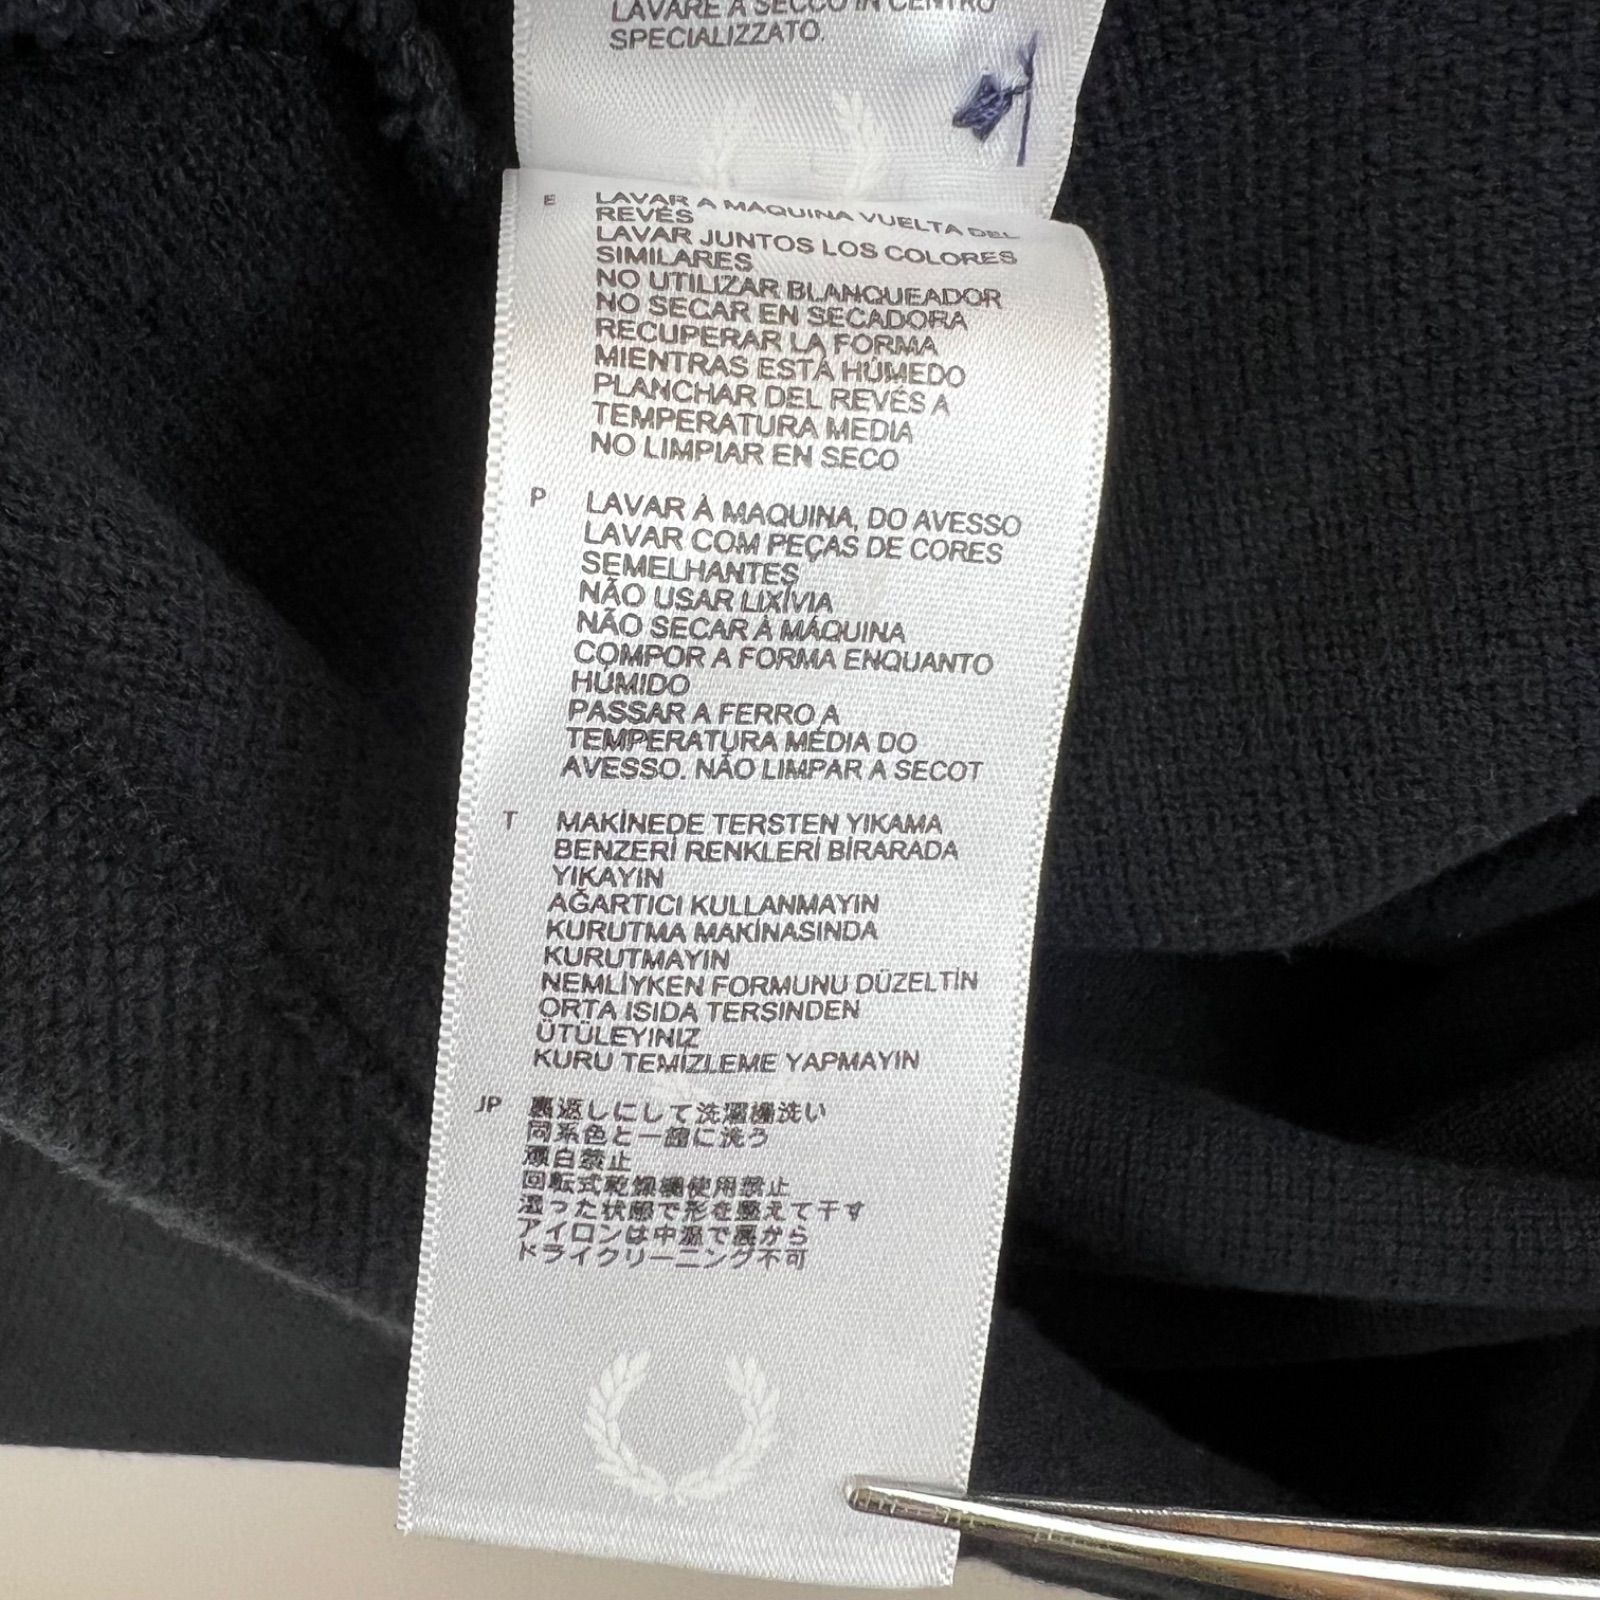 LAVARE A SECCO IN CENTRO
SPECIALIZZATO.
E LAVAR A MAQUINA VUELTA DEL
REVÉS
LAVAR JUNTOS LOS COLORES
SIMILARES
NO UTILIZAR BLANQUEADOR
NO SECAR EN SECADORA
RECUPERAR LA FORMA
MIENTRAS ESTÁ HÚMEDO
PLANCHAR DEL REVÉS A
TEMPERATURA MEDIA
NO LIMPIAR EN SECO
P LAVAR À MAQUINA, DO AVESSO
LAVAR COM PEÇAS DE CORES
SEMELHANTES
NÃO USAR LIXÍVIA
NÃO SECAR À MÁQUINA
COMPOR A FORMA ENQUANTO
HÚMIDO
PASSAR A FERRO A
TEMPERATURA MÉDIA DO
AVESSO. NÃO LIMPAR A SECOT
T MAKİNEDE TERSTEN YIKAMA
BENZERİ RENKLERİ BİRARADA
YIKAYIN
AĞARTICI KULLANMAYIN
KURUTMA MAKİNASINDA
KURUTMAYIN
NEMLİYKEN FORMUNU DÜZELTİN
ORTA ISIDA TERSİNDEN
ÜTÜLEYINIZ
KURU TEMİZLEME YAPMAYIN
JP 裏返しにして洗濯機洗い
同系色と一緒に洗う
漂白禁止
回転式乾燥機使用禁止
湿った状態で形を整えて干す
アイロンは中温で裏から
ドライクリーニング不可